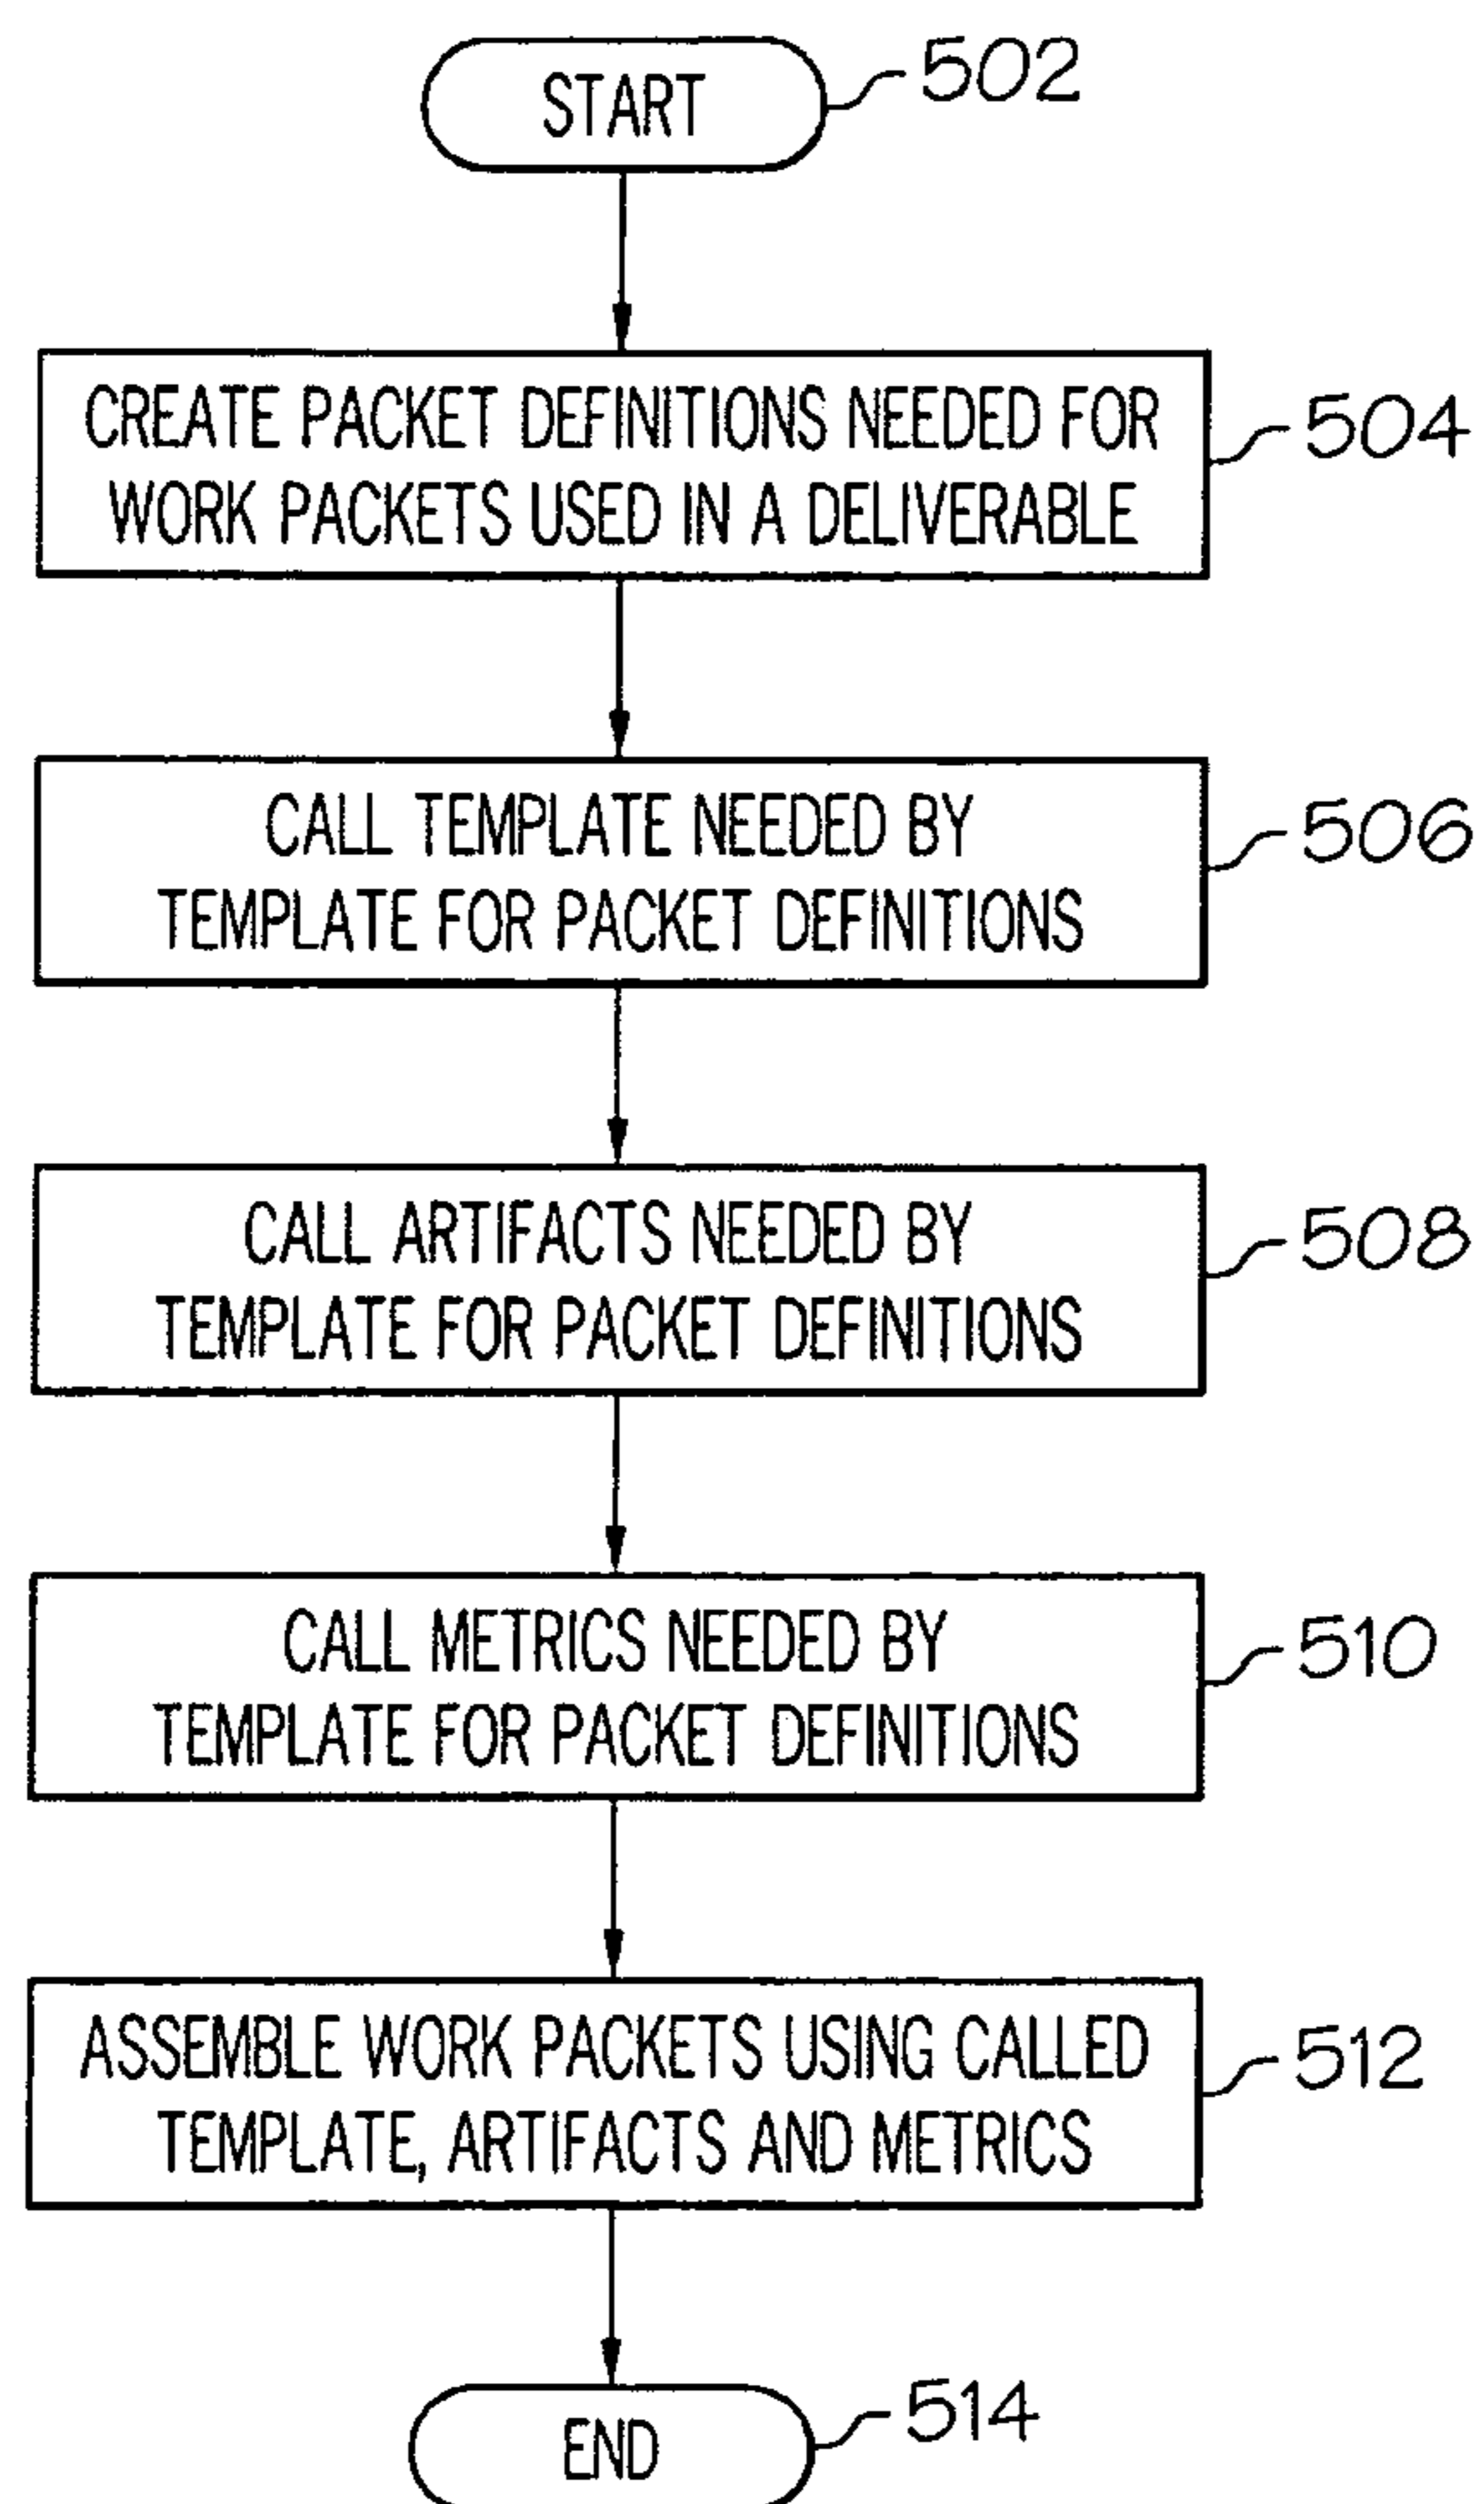 START
502
CREATE PACKET DEFINITIONS NEEDED FOR
WORK PACKETS USED IN A DELIVERABLE
504
CALL TEMPLATE NEEDED BY
TEMPLATE FOR PACKET DEFINITIONS
506
CALL ARTIFACTS NEEDED BY
TEMPLATE FOR PACKET DEFINITIONS
508
CALL METRICS NEEDED BY
TEMPLATE FOR PACKET DEFINITIONS
510
ASSEMBLE WORK PACKETS USING CALLED
TEMPLATE, ARTIFACTS AND METRICS
512
END
514